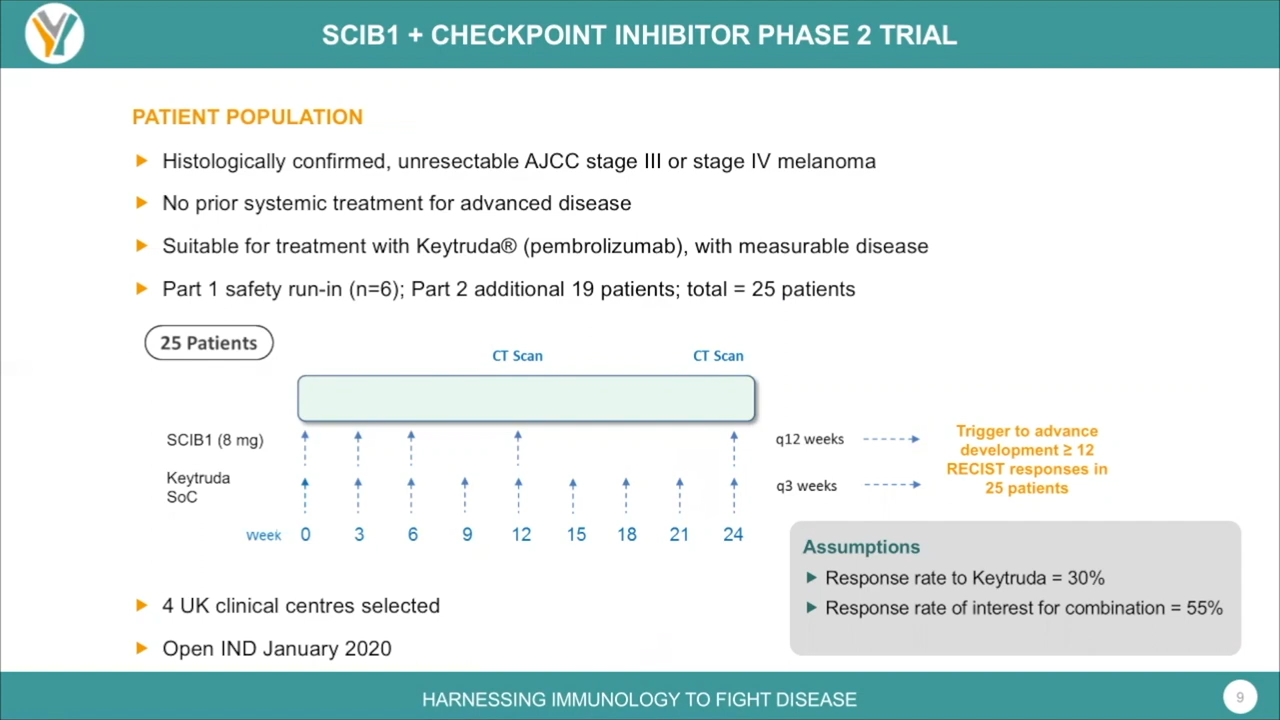 SCIB1 + CHECKPOINT INHIBITOR PHASE 2 TRIAL
PATIENT POPULATION
Histologically confirmed, unresectable AJCC stage III or stage IV melanoma
No prior systemic treatment for advanced disease
Suitable for treatment with Keytruda® (pembrolizumab), with measurable disease
Part 1 safety run-in (n=6); Part 2 additional 19 patients; total = 25 patients
25 Patients
CT Scan
CT Scan
SCIB1 (8 mg)
q12 weeks
Keytruda
SoC
q3 weeks
Week 0 3 6 9 12 15 18 21 24
Trigger to advance
development ≥ 12
RECIST responses in
25 patients
Assumptions
Response rate to Keytruda = 30%
Response rate of interest for combination = 55%
4 UK clinical centres selected
Open IND January 2020
HARNESSING IMMUNOLOGY TO FIGHT DISEASE
9